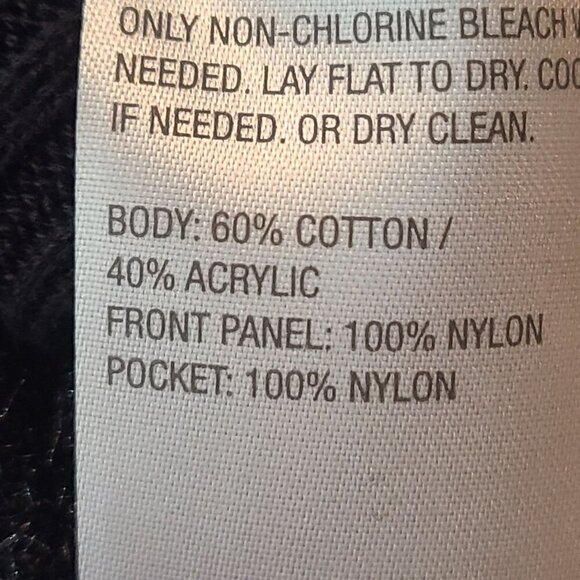 ONLY NON-CHLORINE BLEACH
NEEDED. LAY FLAT TO DRY.
IF NEEDED. OR DRY CLEAN.
BODY: 60% COTTON /
40% ACRYLIC
FRONT PANEL: 100% NYLON
POCKET: 100% NYLON